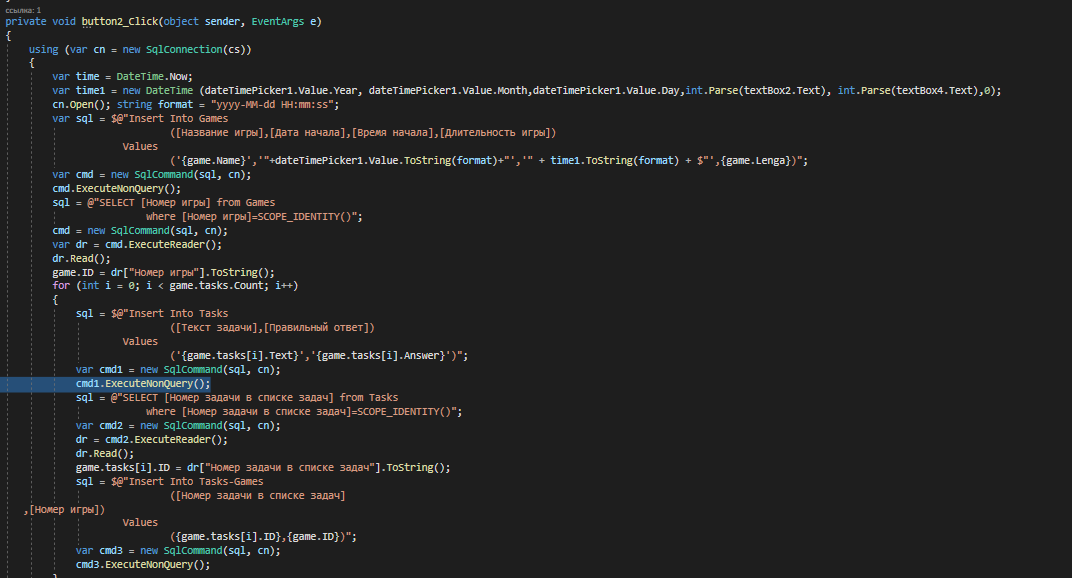 ссылка: 1
private void button2_Click(object sender, EventArgs e)
{
using (var cn = new SqlConnection(cs))
{
var time = DateTime.Now;
var time1 = new DateTime (dateTimePicker1.Value.Year, dateTimePicker1.Value.Month,dateTimePicker1.Value.Day,int.Parse(textBox2.Text), int.Parse(textBox4.Text),0);
cn.Open(); string format = "yyyy-MM-dd HH:mm:ss";
var sql = $@"Insert Into Games
([Название игры],[Дата начала],[Время начала],[Длительность игры])
Values
('{game.Name}','"+dateTimePicker1.Value.ToString(format)+"','" + time1.ToString(format) + $"',{game.Lenga})";
var cmd = new SqlCommand(sql, cn);
cmd.ExecuteNonQuery();
sql = @"SELECT [Номер игры] from Games
where [Номер игры]=SCOPE_IDENTITY()";
cmd = new SqlCommand(sql, cn);
var dr = cmd.ExecuteReader();
dr.Read();
game.ID = dr["Номер игры"].ToString();
for (int i = 0; i < game.tasks.Count; i++)
{
sql = $@"Insert Into Tasks
([Текст задачи],[Правильный ответ])
Values
('{game.tasks[i].Text}','{game.tasks[i].Answer}')";
var cmd1 = new SqlCommand(sql, cn);
cmd1.ExecuteNonQuery();
sql = @"SELECT [Номер задачи в списке задач] from Tasks
where [Номер задачи в списке задач]=SCOPE_IDENTITY()";
var cmd2 = new SqlCommand(sql, cn);
dr = cmd2.ExecuteReader();
dr.Read();
game.tasks[i].ID = dr["Номер задачи в списке задач"].ToString();
sql = $@"Insert Into Tasks-Games
([Номер задачи в списке задач]
,[Номер игры])
Values
({game.tasks[i].ID},{game.ID})";
var cmd3 = new SqlCommand(sql, cn);
cmd3.ExecuteNonQuery();